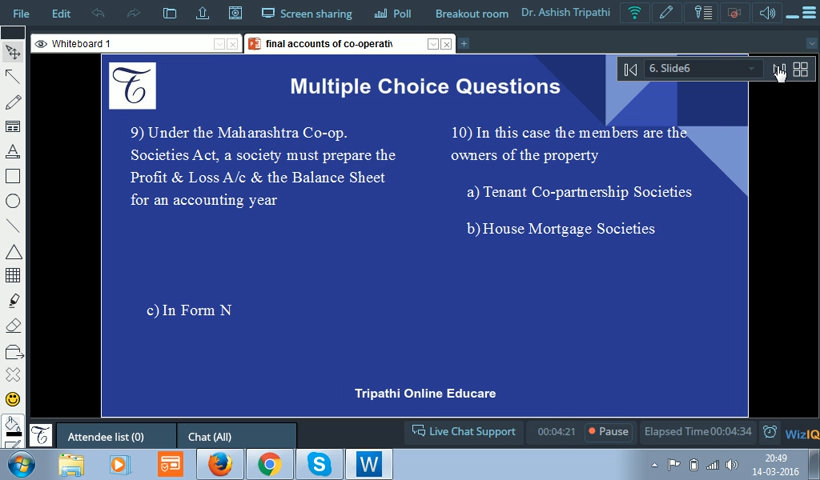 File Edit Screen sharing Poll Breakout room Dr. Ashish Tripathi
Whiteboard 1 final accounts of co-operativ
6. Slide6
Multiple Choice Questions
9) Under the Maharashtra Co-op.
Societies Act, a society must prepare the
Profit & Loss A/c & the Balance Sheet
for an accounting year
c) In Form N
10) In this case the members are the
owners of the property
a) Tenant Co-partnership Societies
b) House Mortgage Societies
Tripathi Online Educare
Attendee list (0) Chat (All) Live Chat Support 00:04:21 Pause Elapsed Time 00:04:34 WizIQ
20:49
14-03-2016